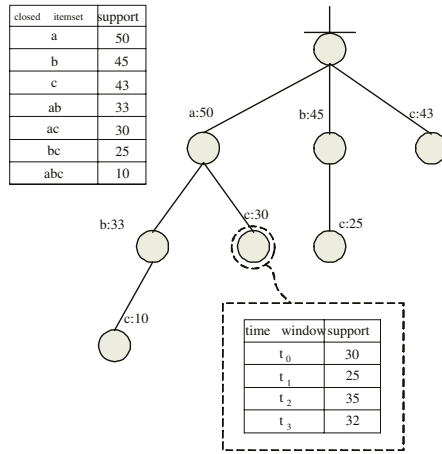 closed itemset support
a 50
b 45
c 43
ab 33
ac 30
bc 25
abc 10
a:50
b:45
c:43
b:33
c:30
c:25
c:10
time window support
t0 30
t1 25
t2 35
t3 32